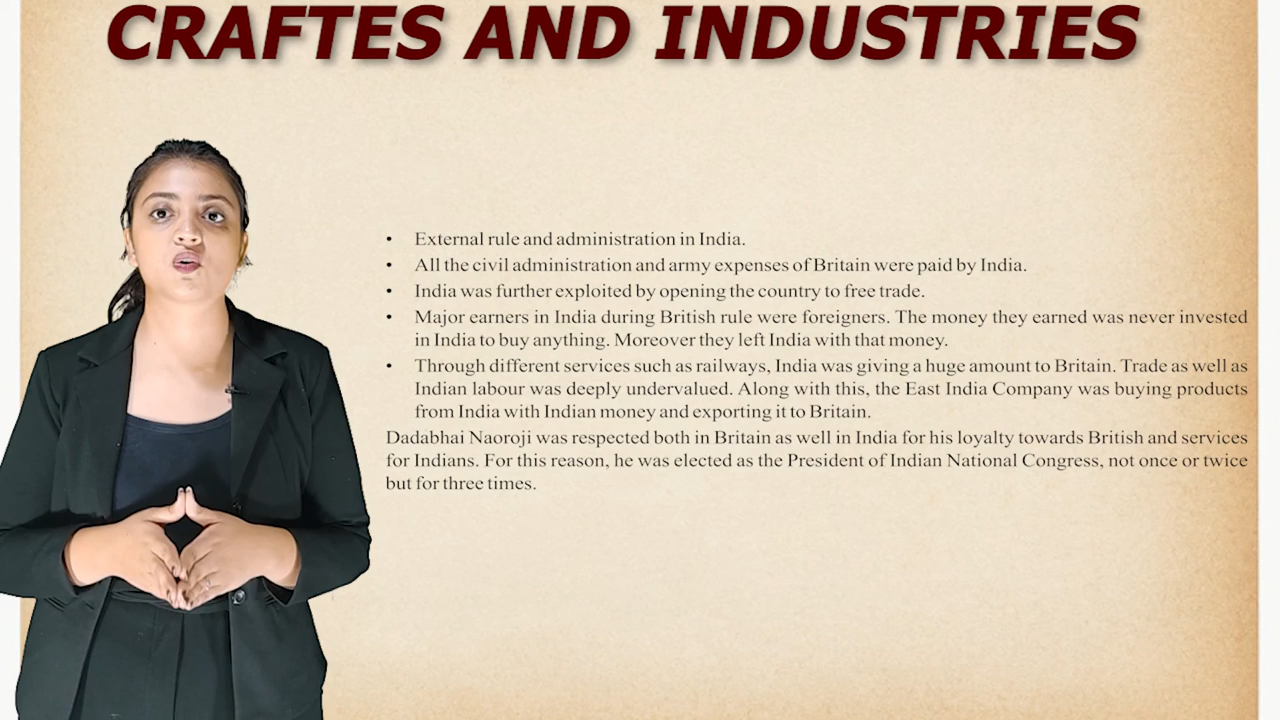 CRAFTES AND INDUSTRIES
• External rule and administration in India.
• All the civil administration and army expenses of Britain were paid by India.
• India was further exploited by opening the country to free trade.
• Major earners in India during British rule were foreigners. The money they earned was never invested
in India to buy anything. Moreover they left India with that money.
• Through different services such as railways, India was giving a huge amount to Britain. Trade as well as
Indian labour was deeply undervalued. Along with this, the East India Company was buying products
from India with Indian money and exporting it to Britain.
Dadabhai Naoroji was respected both in Britain as well in India for his loyalty towards British and services
for Indians. For this reason, he was elected as the President of Indian National Congress, not once or twice
but for three times.